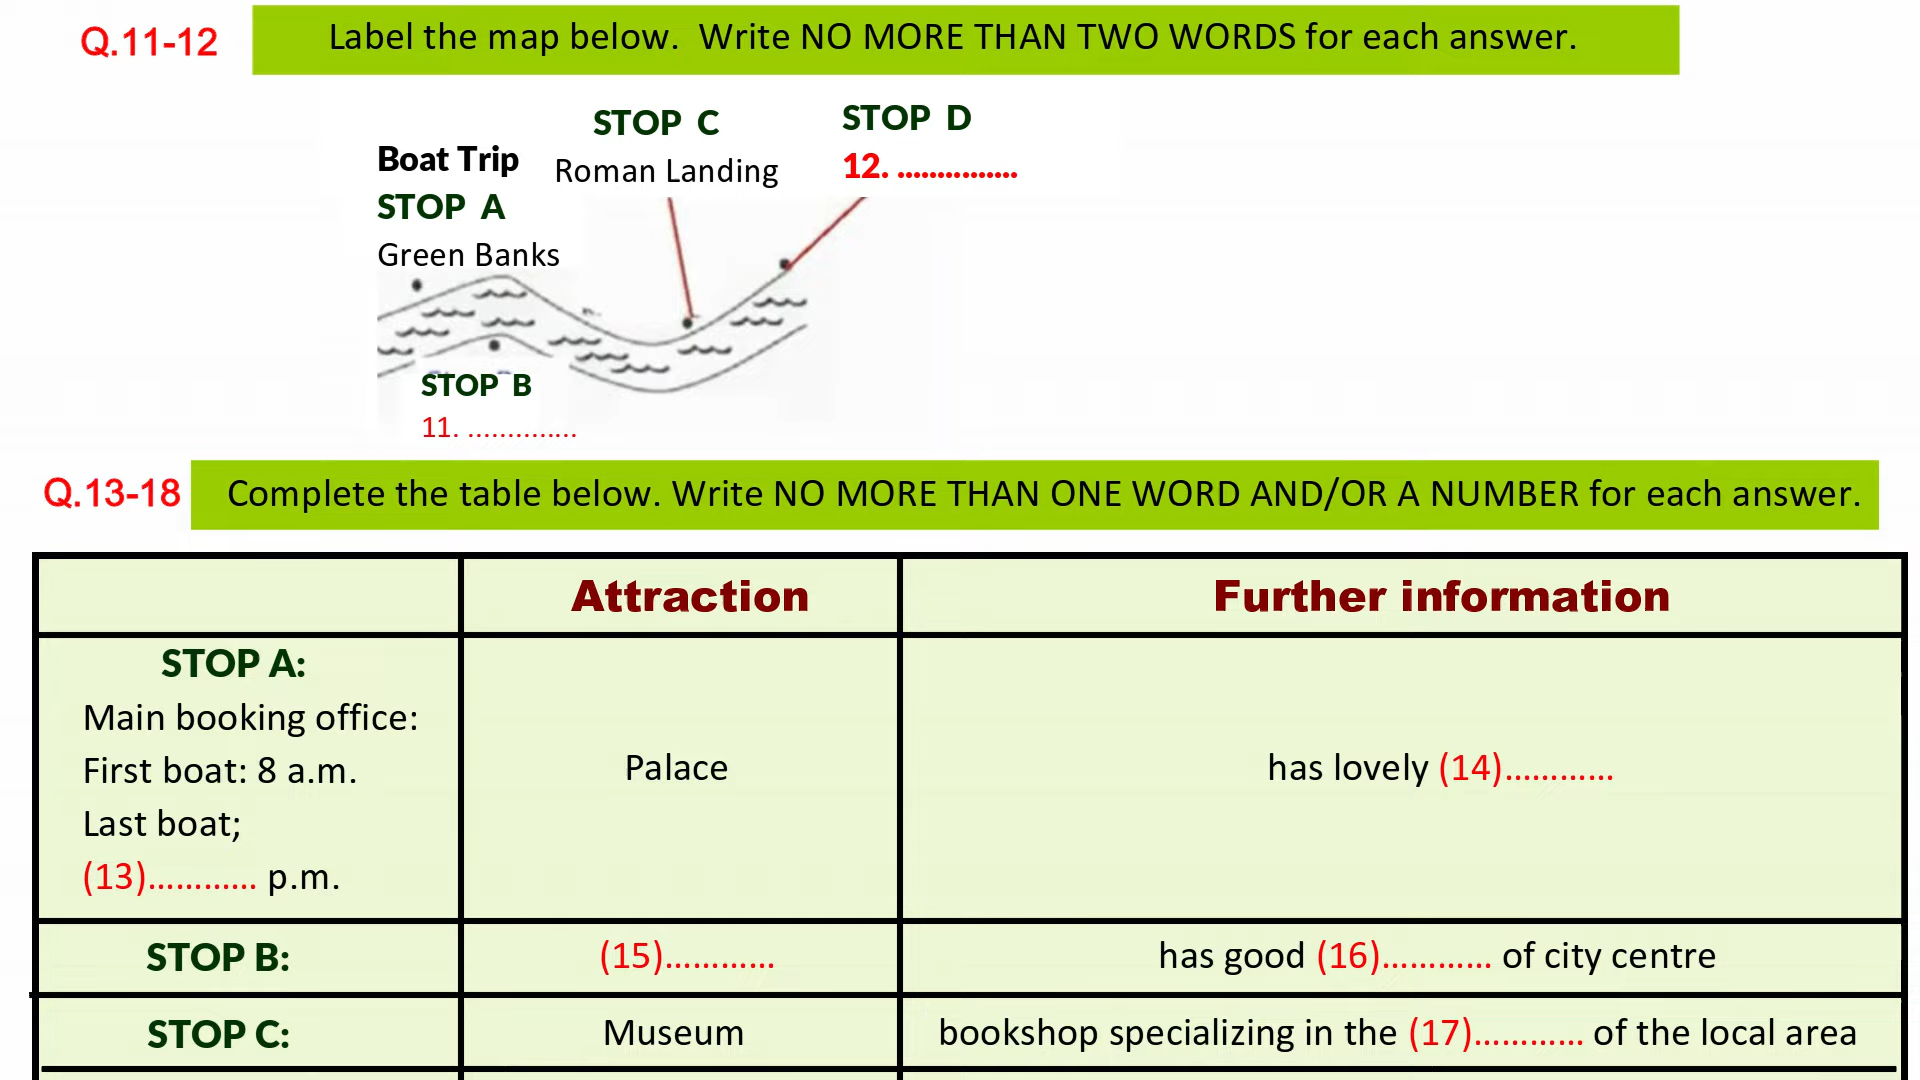 Q.11-12 Label the map below. Write NO MORE THAN TWO WORDS for each answer.
STOP C
Roman Landing
STOP D
12. ...............
Boat Trip
STOP A
Green Banks
STOP B
11. ..............
Q.13-18 Complete the table below. Write NO MORE THAN ONE WORD AND/OR A NUMBER for each answer.
Attraction Further information
STOP A:
Main booking office:
First boat: 8 a.m.
Last boat;
(13)............ p.m.
Palace
has lovely (14)............
STOP B: (15)............ has good (16)............ of city centre
STOP C: Museum bookshop specializing in the (17)............ of the local area